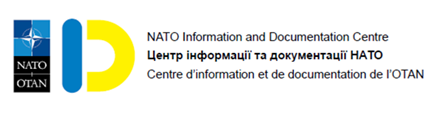 NATO
OTAN
NATO Information and Documentation Centre
Центр інформації та документації НАТО
Centre d'information et de documentation de l'OTAN